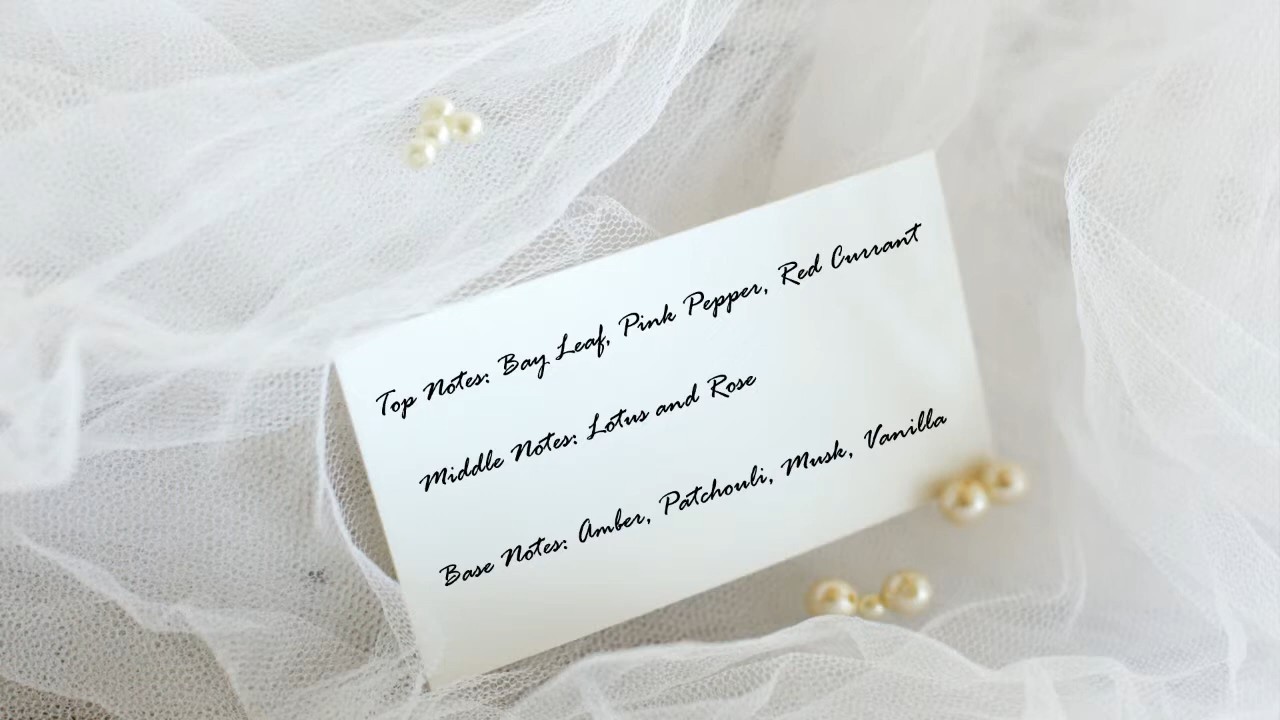 Top Notes: Bay Leaf, Pink Pepper, Red Currant
Middle Notes: Lotus and Rose
Base Notes: Amber, Patchouli, Musk, Vanilla